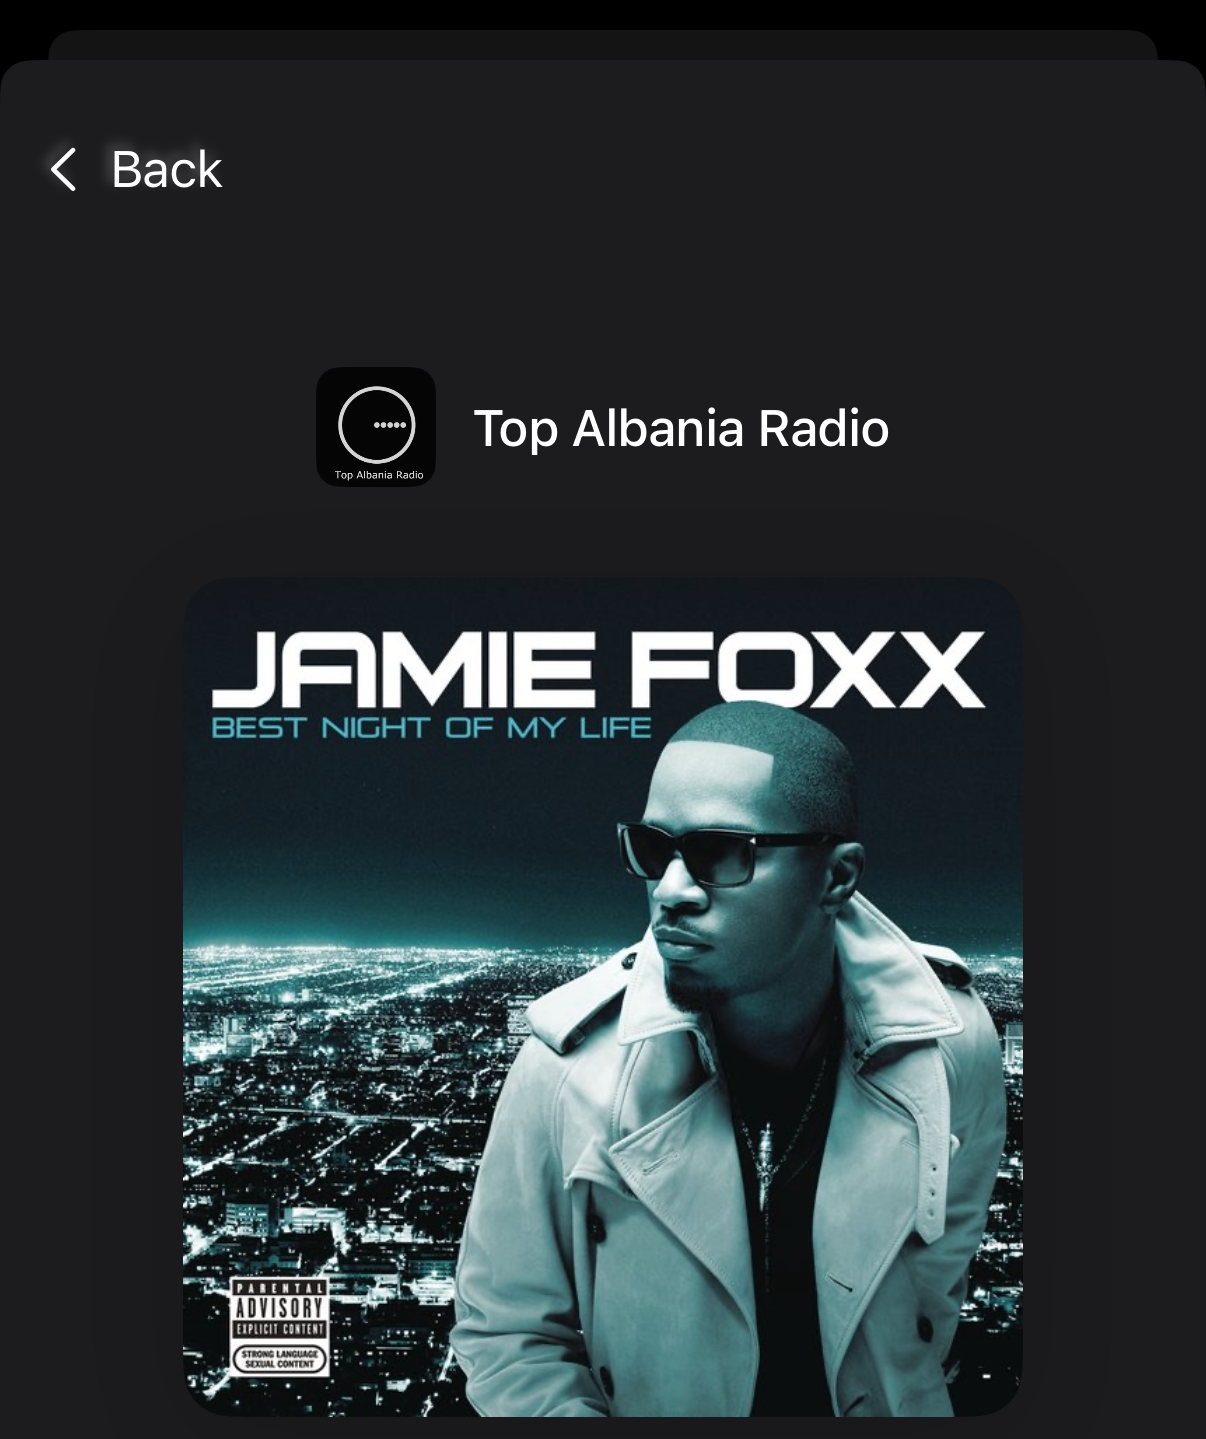 Back
Top Albania Radio
Top Albania Radio
JAMIE FOXX
BEST NIGHT OF MY LIFE
PARENTAL
ADVISORY
EXPLICIT CONTENT
STRONG LANGUAGE
SEXUAL CONTENT